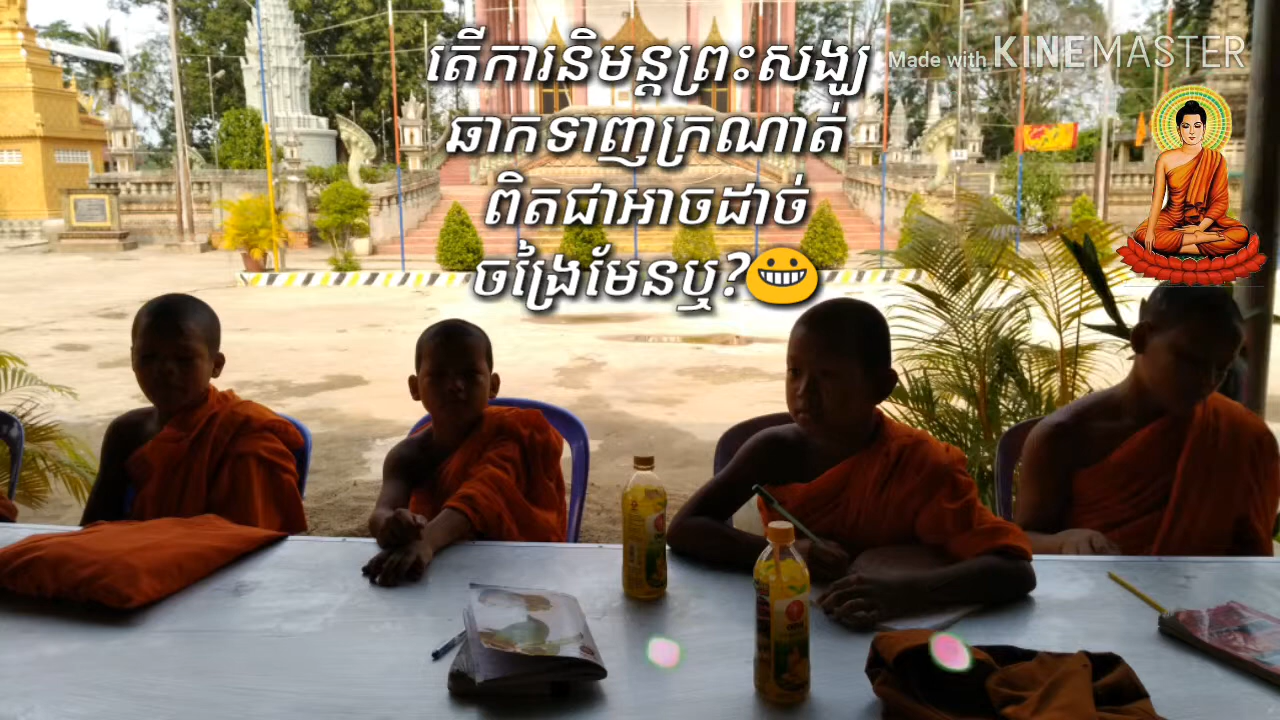 តើការនិមន្តព្រះសង្ឃ
ឆាកទាញក្រណាត់
ពិតជាអាចដាច់
ចង្រៃមែនឬ?😀
Made with KINEMASTER